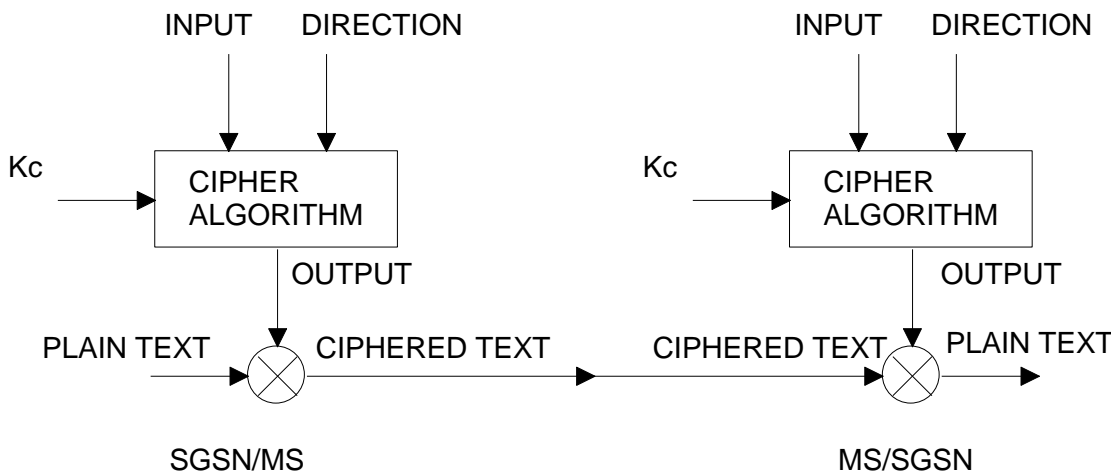 INPUT DIRECTION INPUT DIRECTION
Kc CIPHER ALGORITHM Kc CIPHER ALGORITHM
OUTPUT OUTPUT
PLAIN TEXT CIPHERED TEXT CIPHERED TEXT PLAIN TEXT
SGSN/MS MS/SGSN